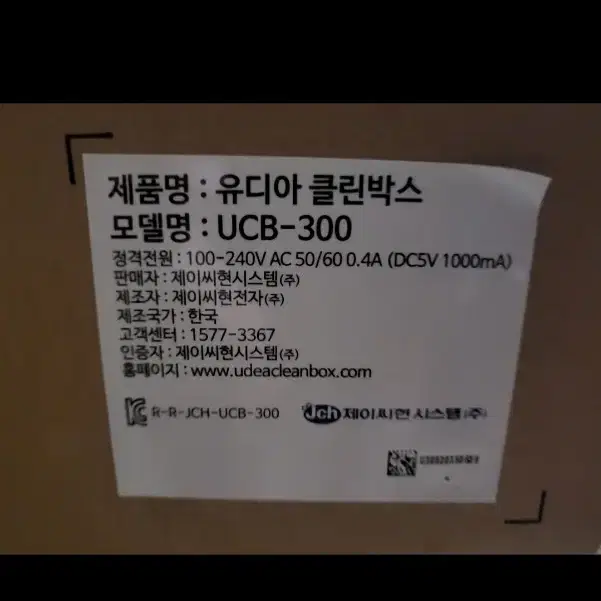 제품명 : 유디아 클린박스
모델명 : UCB-300
정격전원 : 100-240V AC 50/60 0.4A (DC5V 1000mA)
판매자 : 제이씨현시스템(주)
제조자 : 제이씨현전자(주)
제조국가 : 한국
고객센터 : 1577-3367
인증자 : 제이씨현시스템(주)
홈페이지 : www.udeacleanbox.com
R-R-JCH-UCB-300
Jch 제이씨현시스템(주)